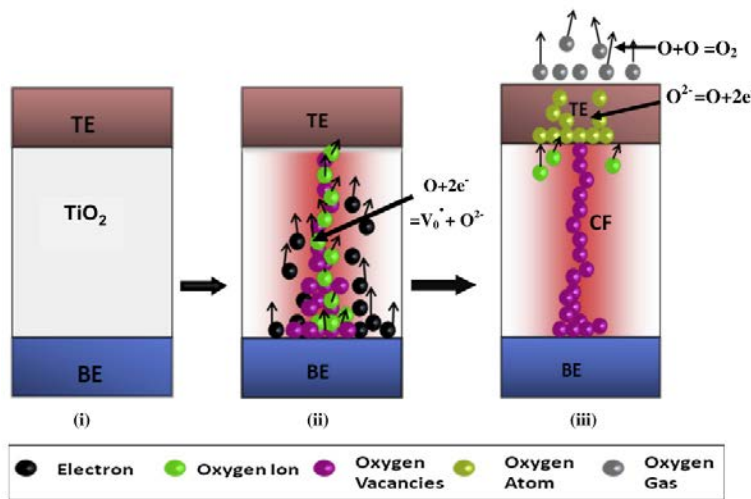 O+O =O₂
O²⁻=O+2e⁻
TE
TE
TE
TiO₂
O+2e⁻
=V₀˙+ O²⁻
CF
BE
BE
BE
(i)
(ii)
(iii)
Electron
Oxygen Ion
Oxygen
Vacancies
Oxygen
Atom
Oxygen
Gas